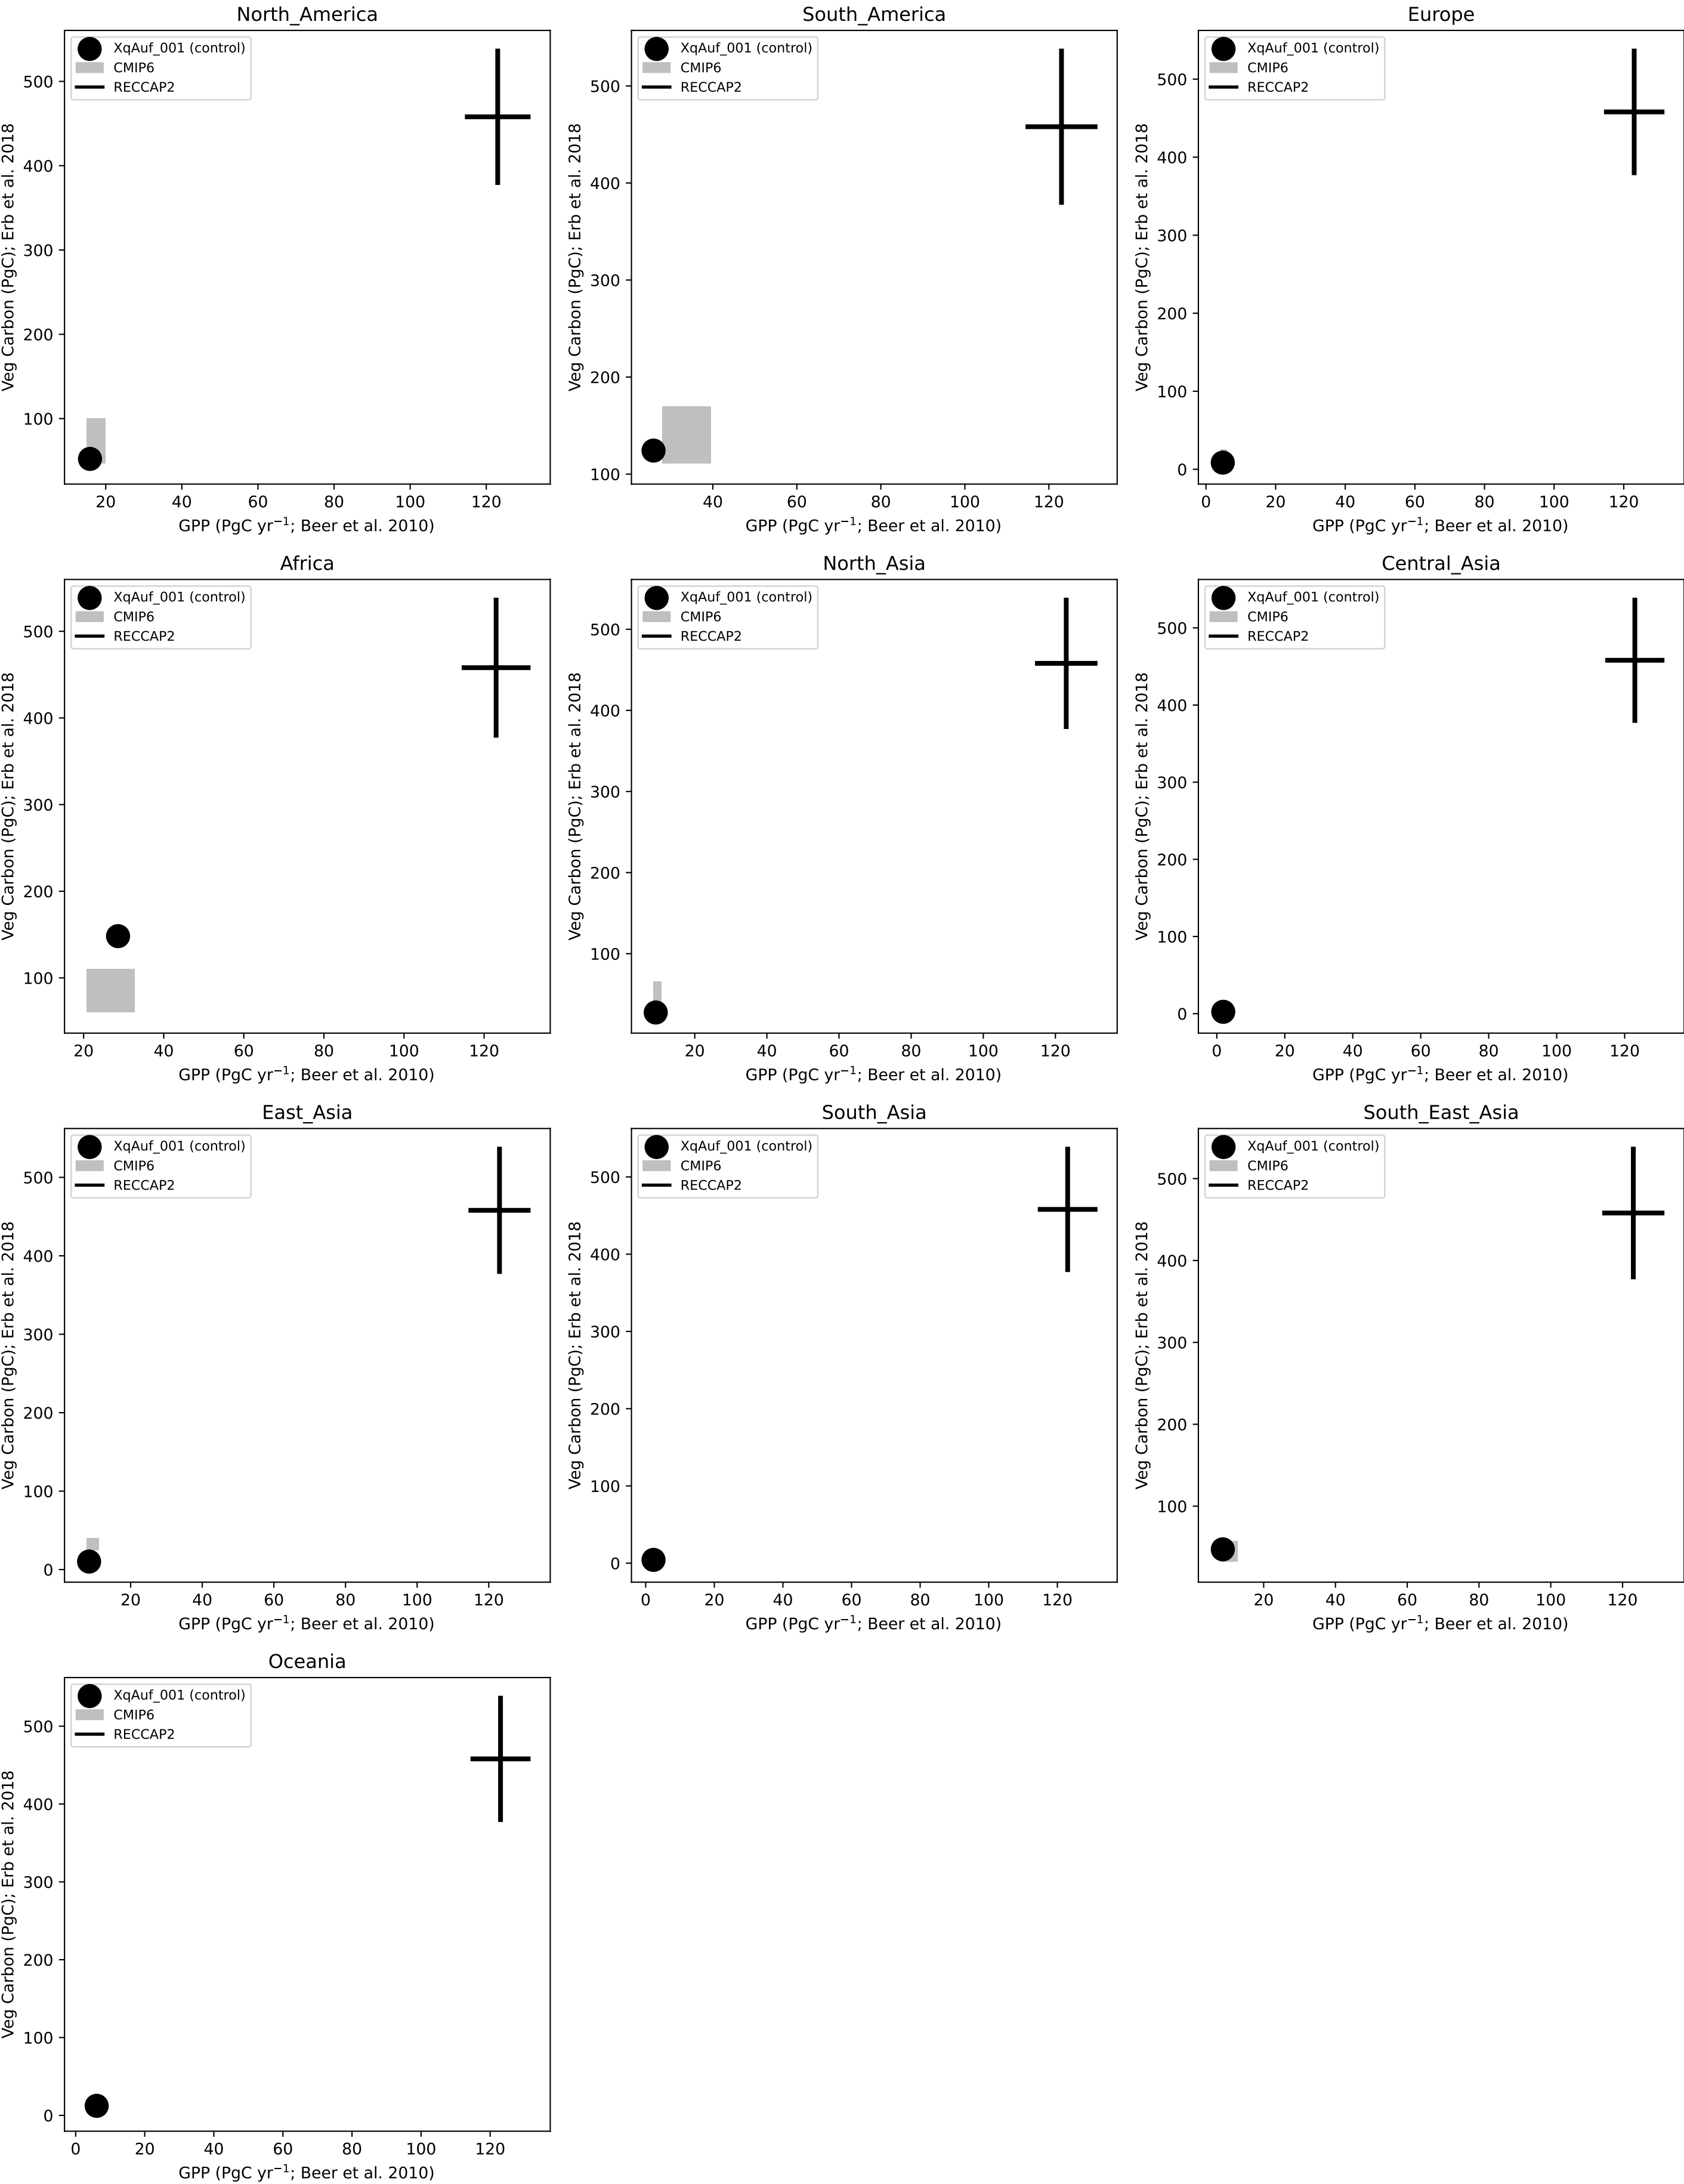 North_America
XqAuf_001 (control)
CMIP6
RECCAP2
500
400
300
200
100
Veg Carbon (PgC); Erb et al. 2018
20 40 60 80 100 120
GPP (PgC yr⁻¹; Beer et al. 2010)
South_America
XqAuf_001 (control)
CMIP6
RECCAP2
500
400
300
200
100
Veg Carbon (PgC); Erb et al. 2018
40 60 80 100 120
GPP (PgC yr⁻¹; Beer et al. 2010)
Europe
XqAuf_001 (control)
CMIP6
RECCAP2
500
400
300
200
100
0
Veg Carbon (PgC); Erb et al. 2018
0 20 40 60 80 100 120
GPP (PgC yr⁻¹; Beer et al. 2010)
Africa
XqAuf_001 (control)
CMIP6
RECCAP2
500
400
300
200
100
Veg Carbon (PgC); Erb et al. 2018
20 40 60 80 100 120
GPP (PgC yr⁻¹; Beer et al. 2010)
North_Asia
XqAuf_001 (control)
CMIP6
RECCAP2
500
400
300
200
100
Veg Carbon (PgC); Erb et al. 2018
20 40 60 80 100 120
GPP (PgC yr⁻¹; Beer et al. 2010)
Central_Asia
XqAuf_001 (control)
CMIP6
RECCAP2
500
400
300
200
100
0
Veg Carbon (PgC); Erb et al. 2018
0 20 40 60 80 100 120
GPP (PgC yr⁻¹; Beer et al. 2010)
East_Asia
XqAuf_001 (control)
CMIP6
RECCAP2
500
400
300
200
100
0
Veg Carbon (PgC); Erb et al. 2018
20 40 60 80 100 120
GPP (PgC yr⁻¹; Beer et al. 2010)
South_Asia
XqAuf_001 (control)
CMIP6
RECCAP2
500
400
300
200
100
0
Veg Carbon (PgC); Erb et al. 2018
0 20 40 60 80 100 120
GPP (PgC yr⁻¹; Beer et al. 2010)
South_East_Asia
XqAuf_001 (control)
CMIP6
RECCAP2
500
400
300
200
100
Veg Carbon (PgC); Erb et al. 2018
20 40 60 80 100 120
GPP (PgC yr⁻¹; Beer et al. 2010)
Oceania
XqAuf_001 (control)
CMIP6
RECCAP2
500
400
300
200
100
0
Veg Carbon (PgC); Erb et al. 2018
0 20 40 60 80 100 120
GPP (PgC yr⁻¹; Beer et al. 2010)